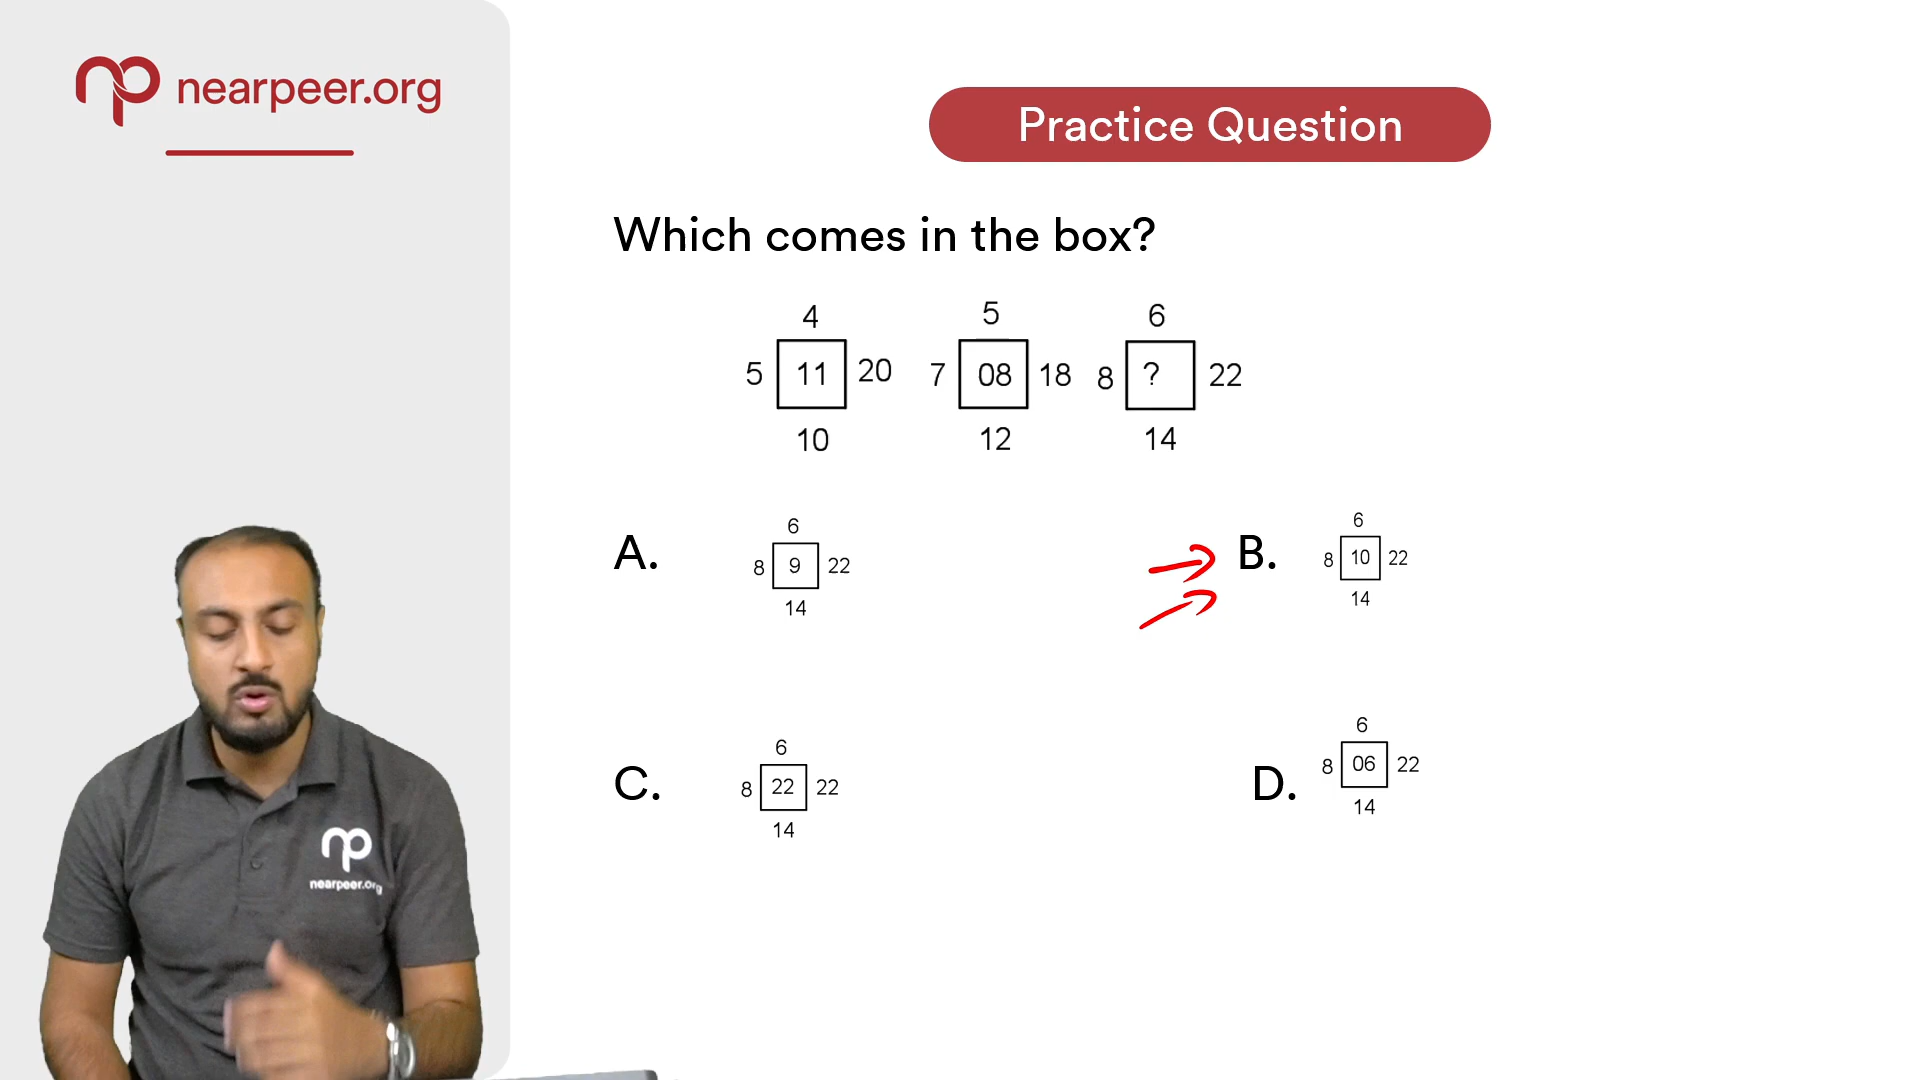 nearpeer.org
Practice Question
Which comes in the box?
4 5 6
5 11 20 7 08 18 8 ? 22
10 12 14
A.
6
8 9 22
14
B.
6
8 10 22
14
C.
6
8 22 22
14
D.
6
8 06 22
14
nearpeer.org